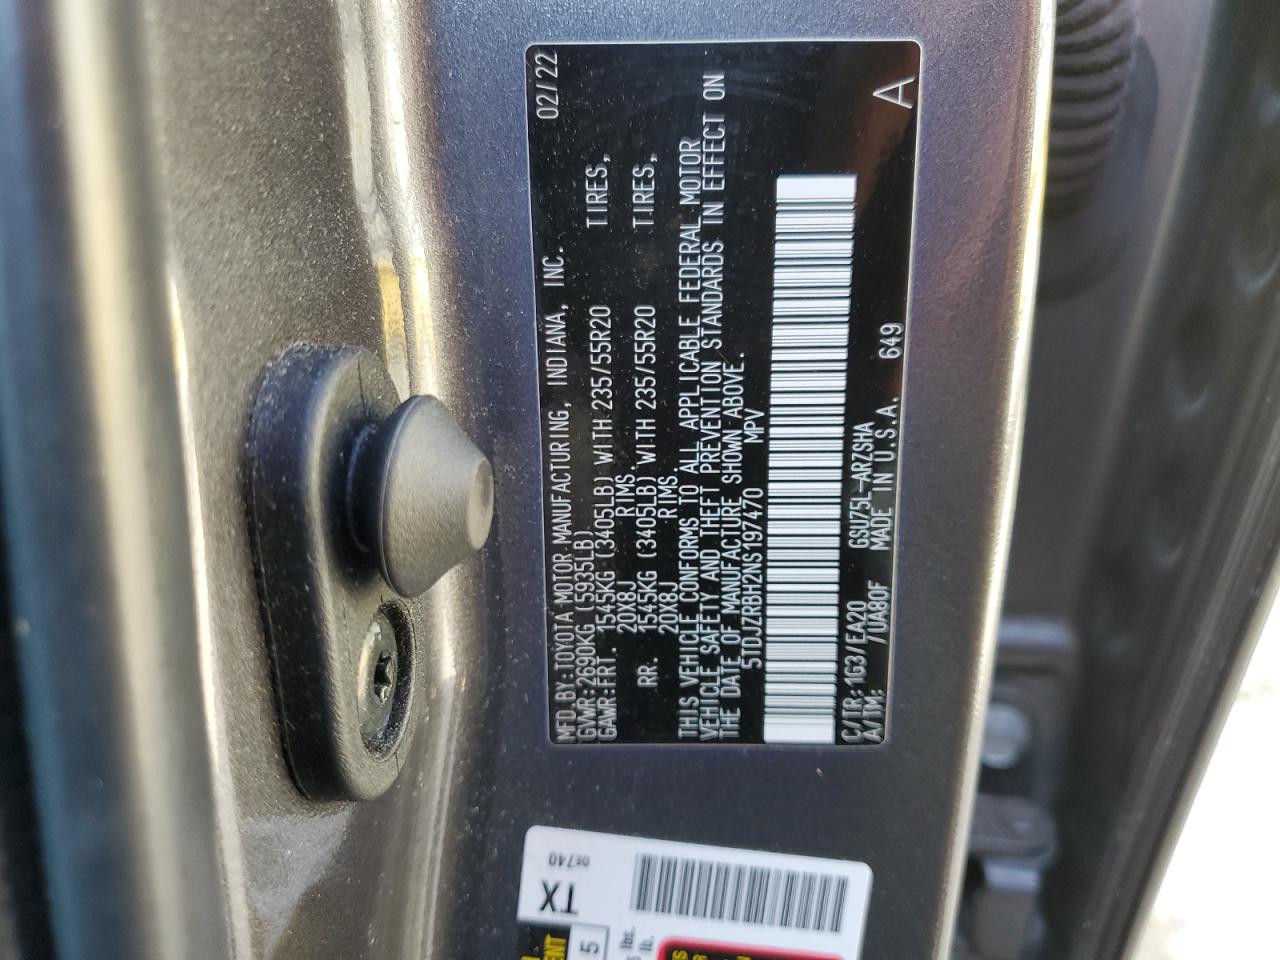 MFD.BY:TOYOTA MOTOR MANUFACTURING, INDIANA, INC. 02/22
GVWR:2690KG (5935LB)
GAWR:FRT. 1545KG (3405LB) WITH 235/55R20 TIRES,
20X8J RIMS.
RR. 1545KG (3405LB) WITH 235/55R20 TIRES,
20X8J RIMS.
THIS VEHICLE CONFORMS TO ALL APPLICABLE FEDERAL MOTOR
VEHICLE SAFETY AND THEFT PREVENTION STANDARDS IN EFFECT ON
THE DATE OF MANUFACTURE SHOWN ABOVE.
5TDJZRBH2NS197470 MPV
C/TR:1G3/EA20 GSU75L-ARZSHA
A/TM: /UA80F MADE IN U.S.A. 649 A
0E740
TX
5